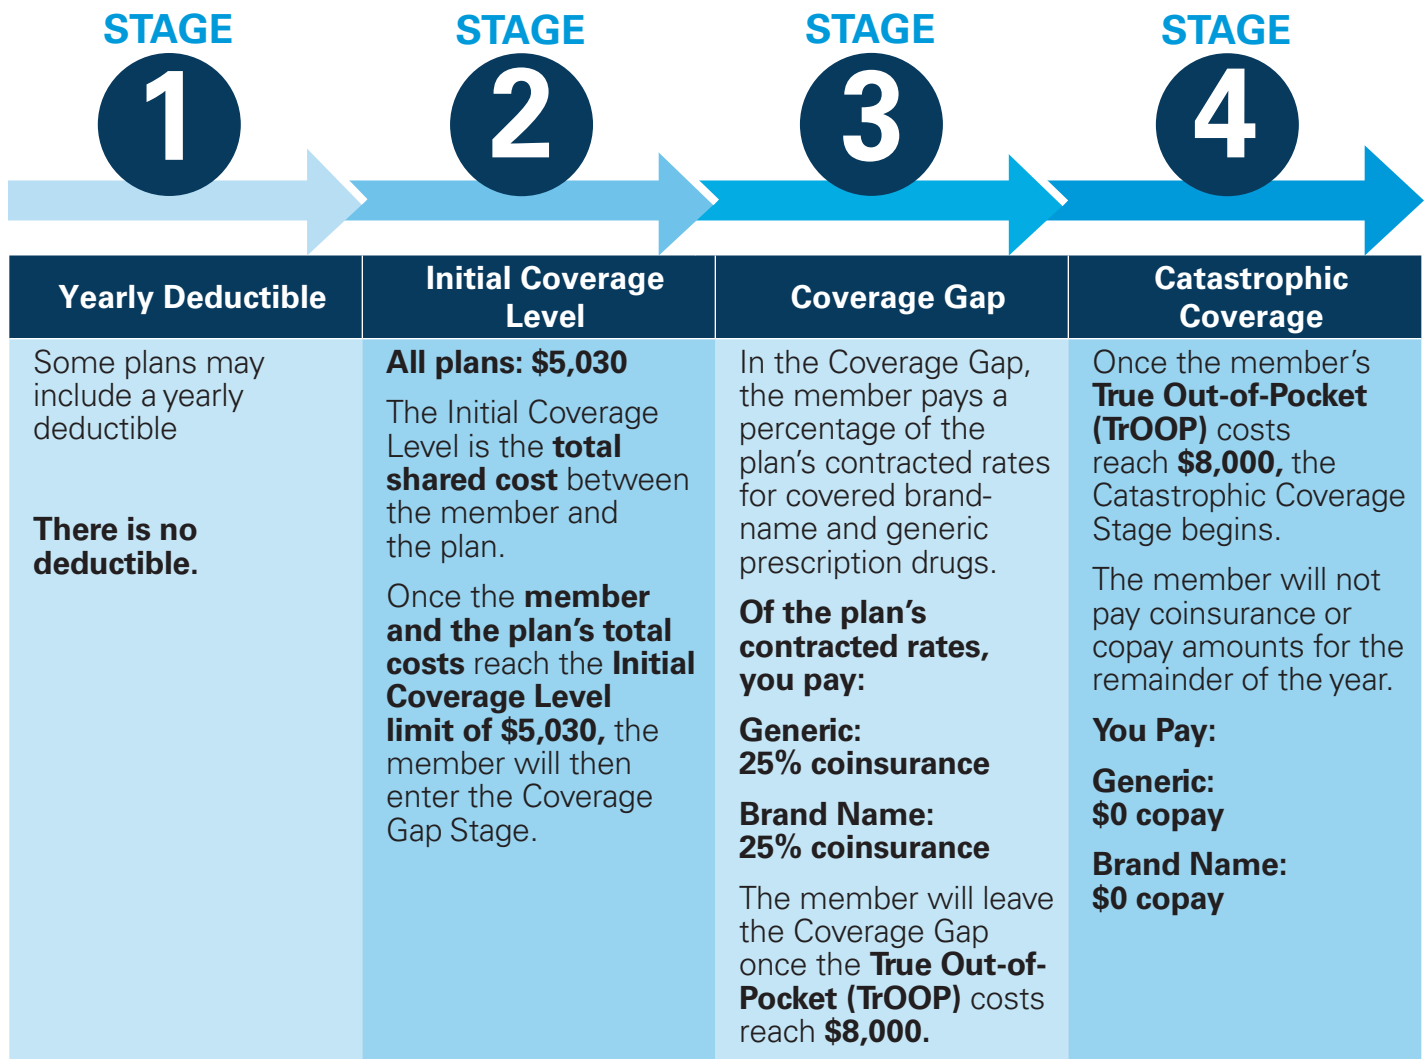 STAGE
1
STAGE
2
STAGE
3
STAGE
4
Yearly Deductible
Some plans may
include a yearly
deductible
There is no
deductible.
Initial Coverage
Level
All plans: $5,030
The Initial Coverage
Level is the total
shared cost between
the member and
the plan.
Once the member
and the plan’s total
costs reach the Initial
Coverage Level
limit of $5,030, the
member will then
enter the Coverage
Gap Stage.
Coverage Gap
In the Coverage Gap,
the member pays a
percentage of the
plan’s contracted rates
for covered brand-
name and generic
prescription drugs.
Of the plan’s
contracted rates,
you pay:
Generic:
25% coinsurance
Brand Name:
25% coinsurance
The member will leave
the Coverage Gap
once the True Out-of-
Pocket (TrOOP) costs
reach $8,000.
Catastrophic
Coverage
Once the member’s
True Out-of-Pocket
(TrOOP) costs
reach $8,000, the
Catastrophic Coverage
Stage begins.
The member will not
pay coinsurance or
copay amounts for the
remainder of the year.
You Pay:
Generic:
$0 copay
Brand Name:
$0 copay